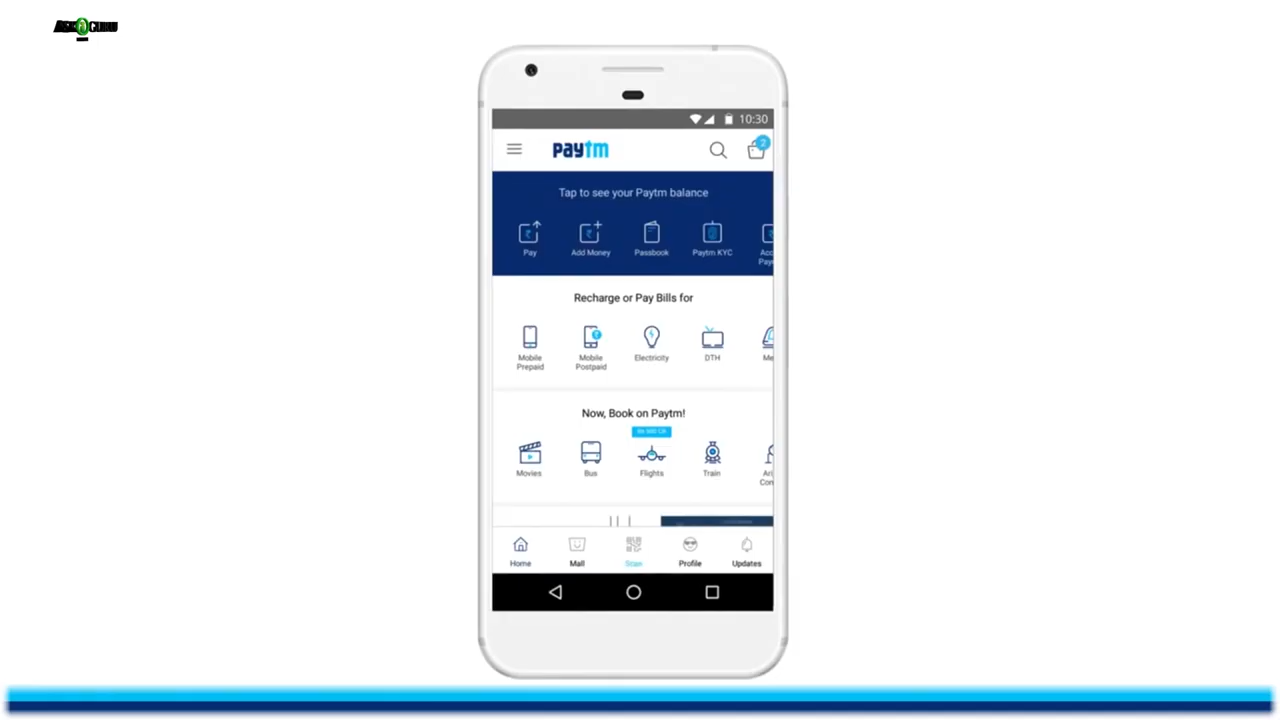 10:30
paytm
2
Tap to see your Paytm balance
Pay
Add Money
Passbook
Paytm KYC
Recharge or Pay Bills for
Mobile Prepaid
Mobile Postpaid
Electricity
DTH
Now, Book on Paytm!
Movies
Bus
Flights
Train
Home
Mall
Scan
Profile
Updates